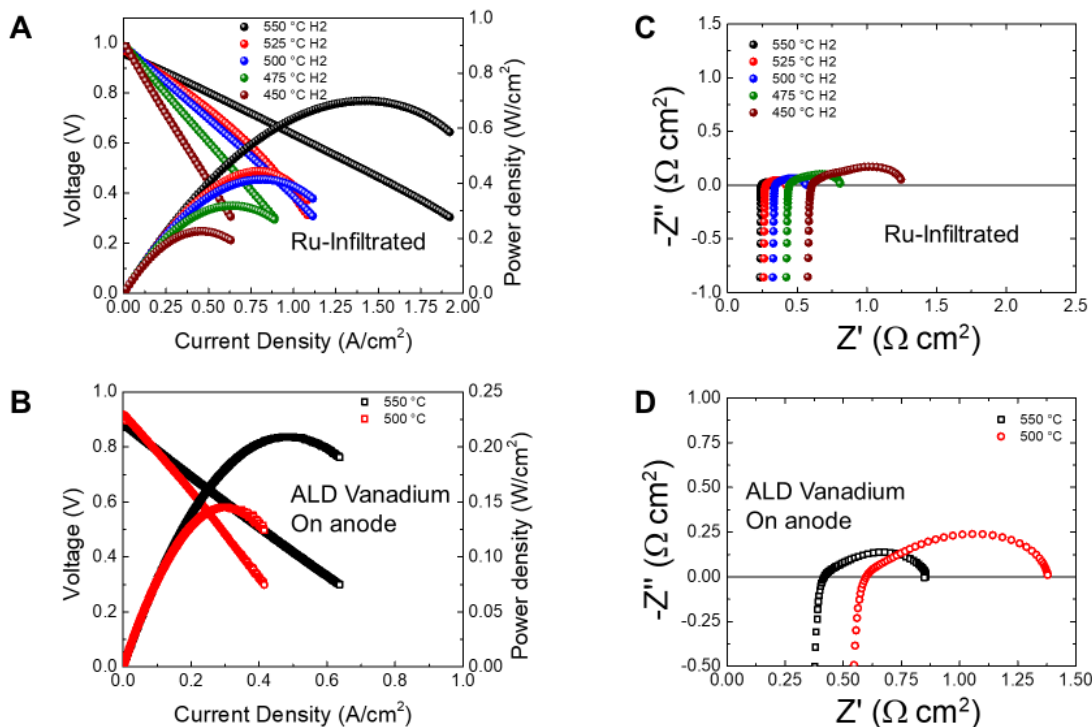 A
550 °C H2
525 °C H2
500 °C H2
475 °C H2
450 °C H2
1.0
0.8
0.6
0.4
0.2
0.0
Voltage (V)
1.0
0.8
0.6
0.4
0.2
0.0
Power density (W/cm²)
Ru-Infiltrated
0.00 0.25 0.50 0.75 1.00 1.25 1.50 1.75 2.00
Current Density (A/cm²)
C
550 °C H2
525 °C H2
500 °C H2
475 °C H2
450 °C H2
1.5
1.0
0.5
0.0
-0.5
-1.0
-Z" (Ω cm²)
Ru-Infiltrated
0.0 0.5 1.0 1.5 2.0 2.5
Z' (Ω cm²)
B
550 °C
500 °C
1.0
0.8
0.6
0.4
0.2
0.0
Voltage (V)
0.25
0.20
0.15
0.10
0.05
0.00
Power density (W/cm²)
ALD Vanadium
On anode
0.0 0.2 0.4 0.6 0.8 1.0
Current Density (A/cm²)
D
550 °C
500 °C
1.00
0.75
0.50
0.25
0.00
-0.25
-0.50
-Z" (Ω cm²)
ALD Vanadium
On anode
0.00 0.25 0.50 0.75 1.00 1.25 1.50
Z' (Ω cm²)